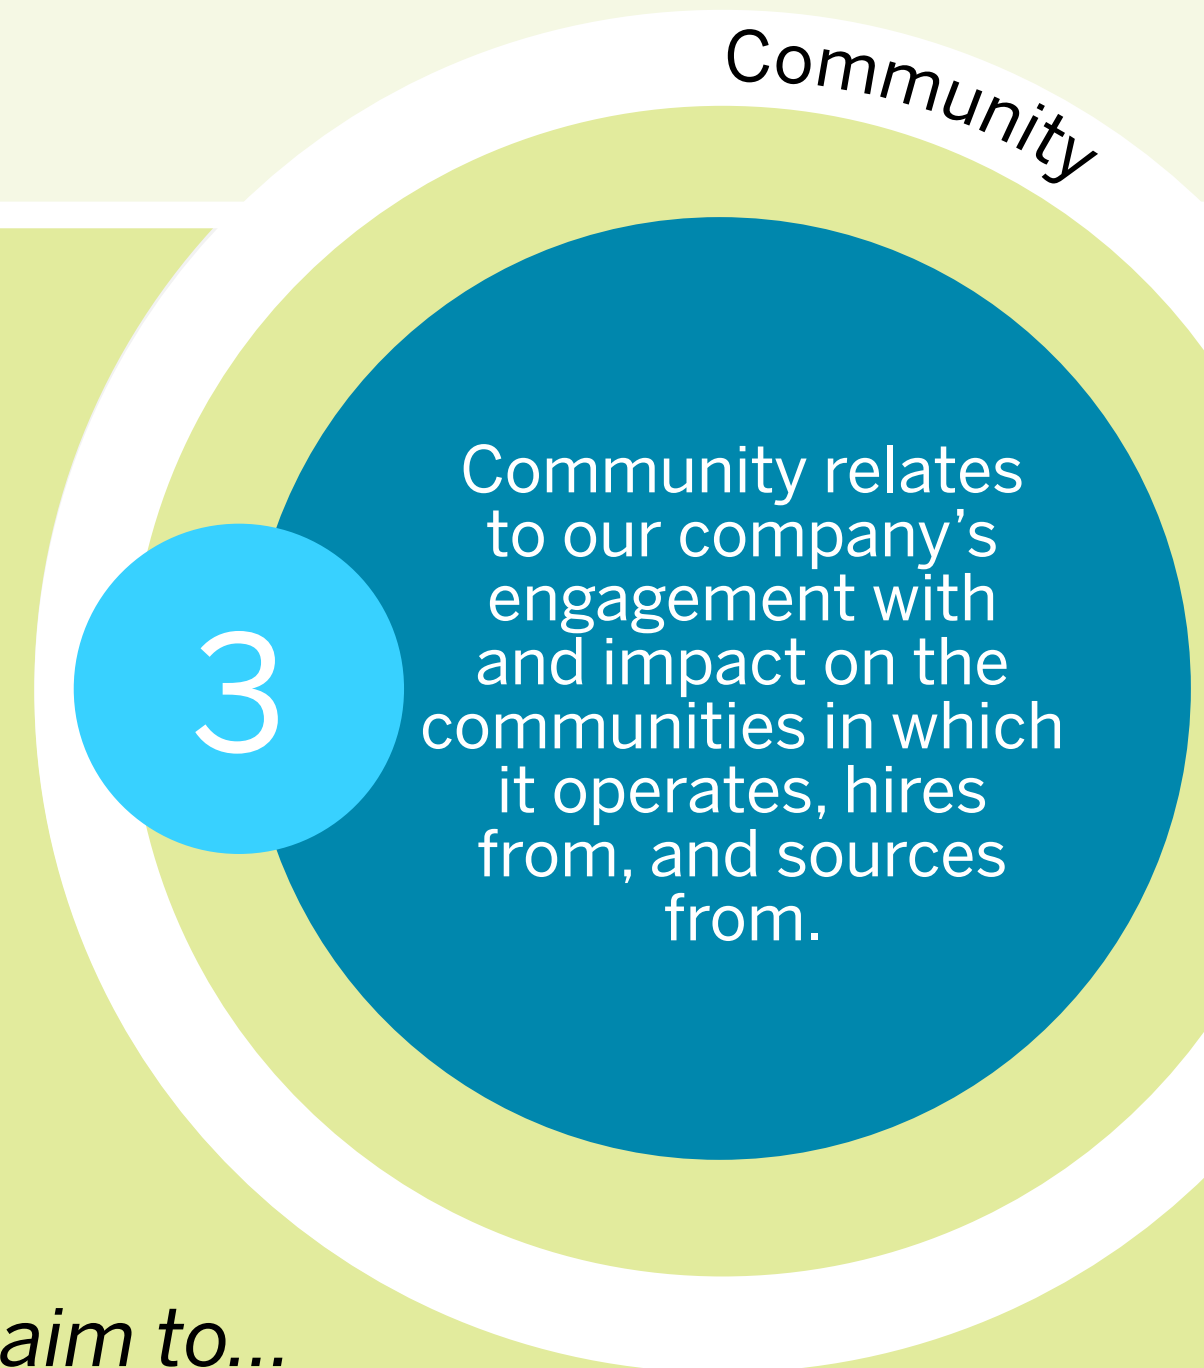 Community
Community relates
to our company’s
engagement with
and impact on the
communities in which
it operates, hires
from, and sources
from.
3
aim to...